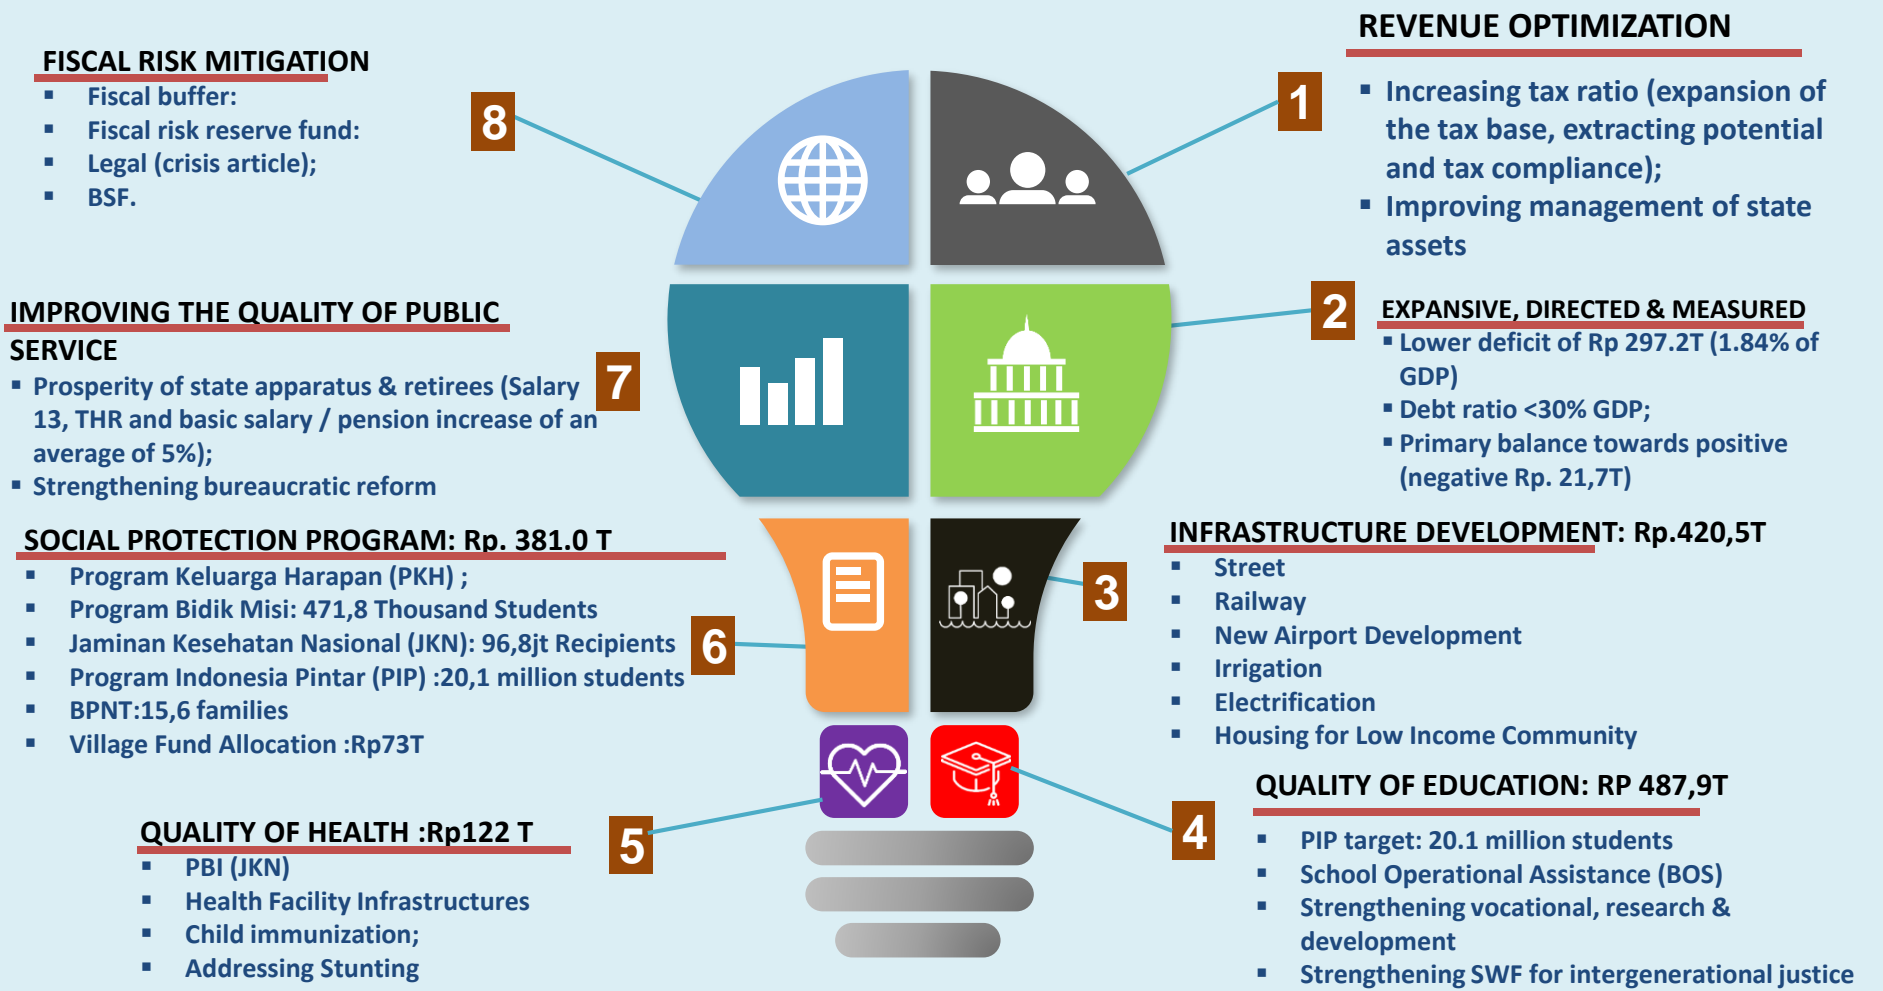 REVENUE OPTIMIZATION
▪ Increasing tax ratio (expansion of
the tax base, extracting potential
and tax compliance);
▪ Improving management of state
assets
1
2
EXPANSIVE, DIRECTED & MEASURED
▪ Lower deficit of Rp 297.2T (1.84% of
GDP)
▪ Debt ratio <30% GDP;
▪ Primary balance towards positive
(negative Rp. 21,7T)
3
INFRASTRUCTURE DEVELOPMENT: Rp.420,5T
▪ Street
▪ Railway
▪ New Airport Development
▪ Irrigation
▪ Electrification
▪ Housing for Low Income Community
4
QUALITY OF EDUCATION: RP 487,9T
▪ PIP target: 20.1 million students
▪ School Operational Assistance (BOS)
▪ Strengthening vocational, research &
development
▪ Strengthening SWF for intergenerational justice
5
QUALITY OF HEALTH :Rp122 T
▪ PBI (JKN)
▪ Health Facility Infrastructures
▪ Child immunization;
▪ Addressing Stunting
6
SOCIAL PROTECTION PROGRAM: Rp. 381.0 T
▪ Program Keluarga Harapan (PKH) ;
▪ Program Bidik Misi: 471,8 Thousand Students
▪ Jaminan Kesehatan Nasional (JKN): 96,8jt Recipients
▪ Program Indonesia Pintar (PIP) :20,1 million students
▪ BPNT:15,6 families
▪ Village Fund Allocation :Rp73T
7
IMPROVING THE QUALITY OF PUBLIC
SERVICE
▪ Prosperity of state apparatus & retirees (Salary
13, THR and basic salary / pension increase of an
average of 5%);
▪ Strengthening bureaucratic reform
8
FISCAL RISK MITIGATION
▪ Fiscal buffer:
▪ Fiscal risk reserve fund:
▪ Legal (crisis article);
▪ BSF.